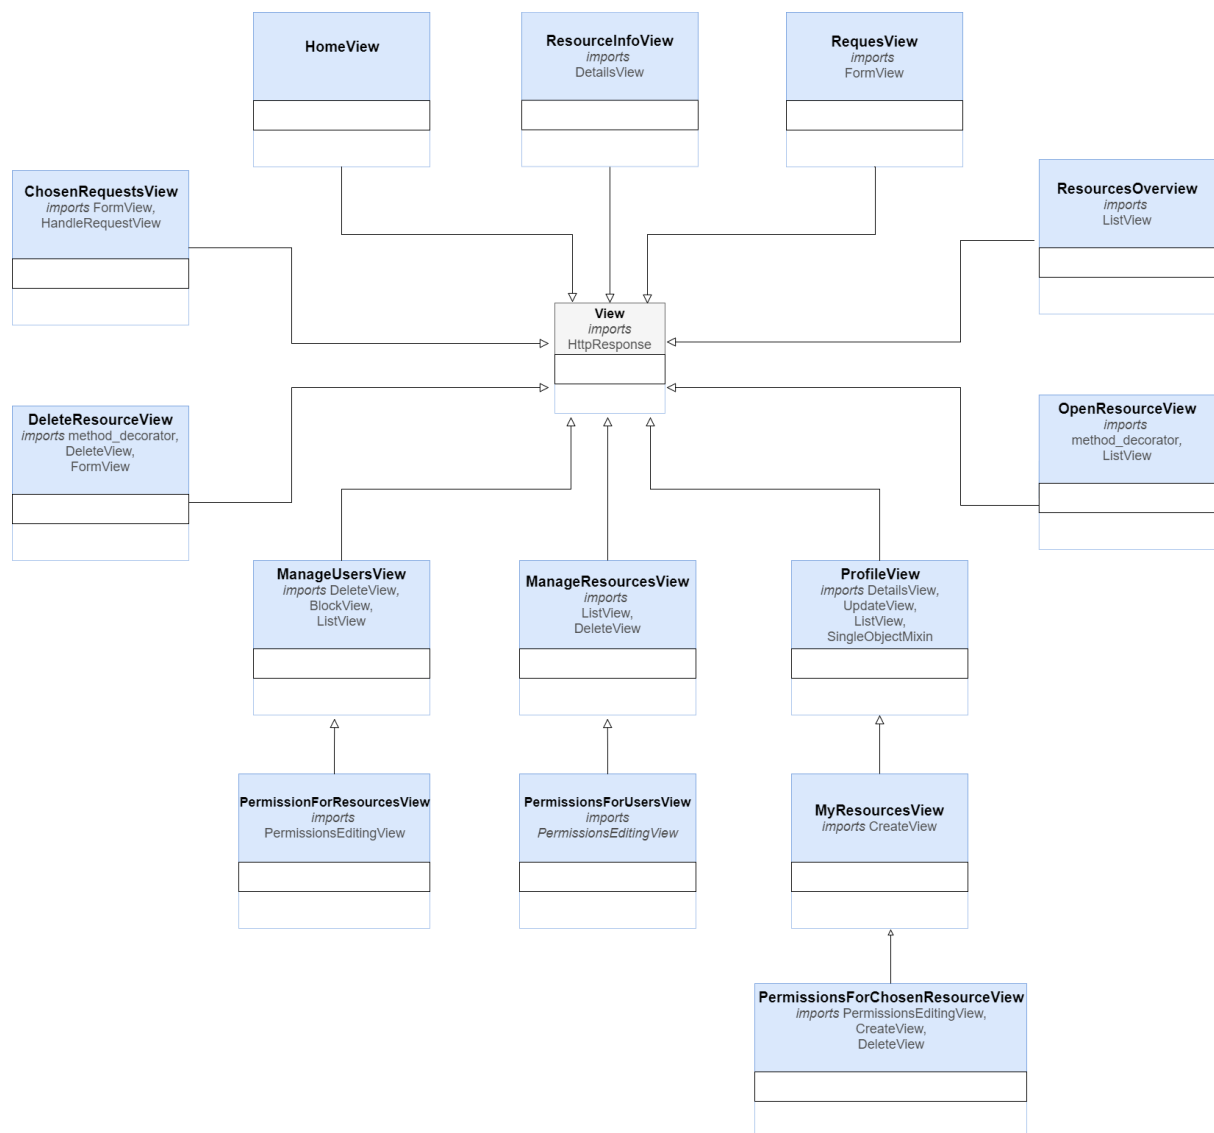 HomeView
ResourceInfoView
imports
DetailsView
RequesView
imports
FormView
ChosenRequestsView
imports FormView,
HandleRequestView
ResourcesOverview
imports
ListView
View
imports
HttpResponse
DeleteResourceView
imports method_decorator,
DeleteView,
FormView
OpenResourceView
imports
method_decorator,
ListView
ManageUsersView
imports DeleteView,
BlockView,
ListView
ManageResourcesView
imports
ListView,
DeleteView
ProfileView
imports DetailsView,
UpdateView,
ListView,
SingleObjectMixin
PermissionForResourcesView
imports
PermissionsEditingView
PermissionsForUsersView
imports
PermissionsEditingView
MyResourcesView
imports CreateView
PermissionsForChosenResourceView
imports PermissionsEditingView,
CreateView,
DeleteView